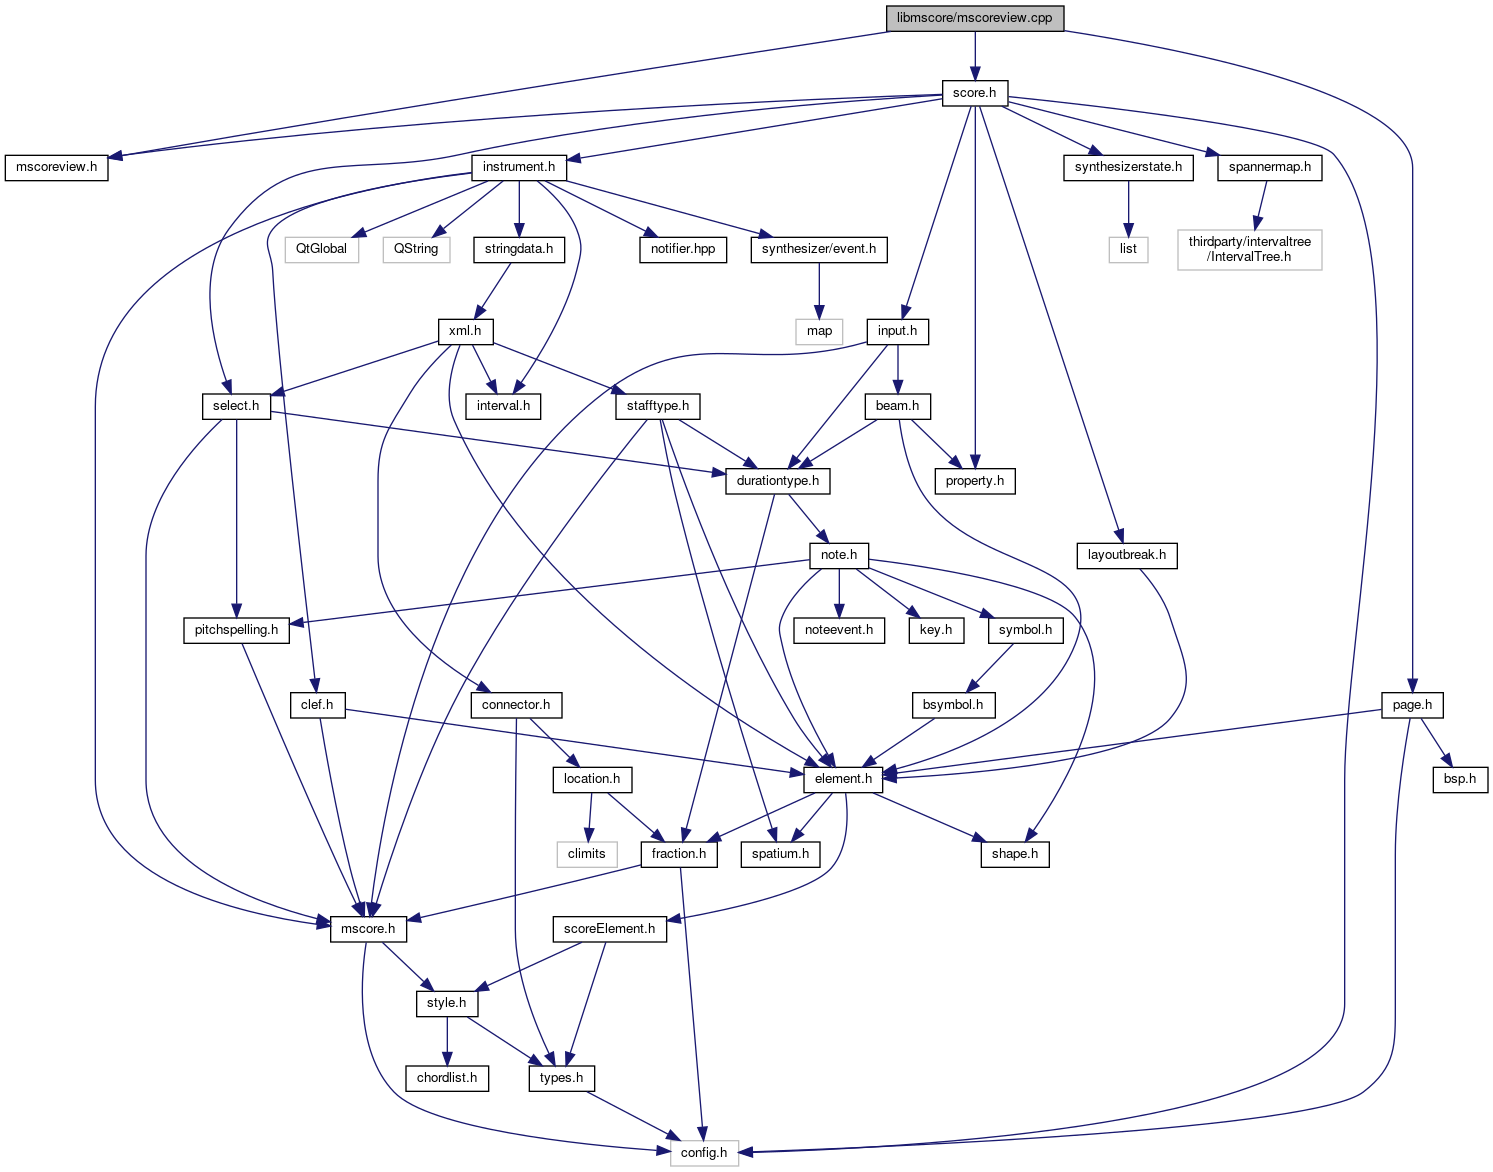 libmscore/mscoreview.cpp
score.h
mscoreview.h
instrument.h
synthesizerstate.h
spannermap.h
QtGlobal
QString
stringdata.h
notifier.hpp
synthesizer/event.h
list
thirdparty/intervaltree
/IntervalTree.h
xml.h
map
input.h
select.h
interval.h
stafftype.h
beam.h
durationtype.h
property.h
note.h
layoutbreak.h
pitchspelling.h
noteevent.h
key.h
symbol.h
clef.h
connector.h
bsymbol.h
page.h
location.h
element.h
bsp.h
climits
fraction.h
spatium.h
shape.h
mscore.h
scoreElement.h
style.h
chordlist.h
types.h
config.h